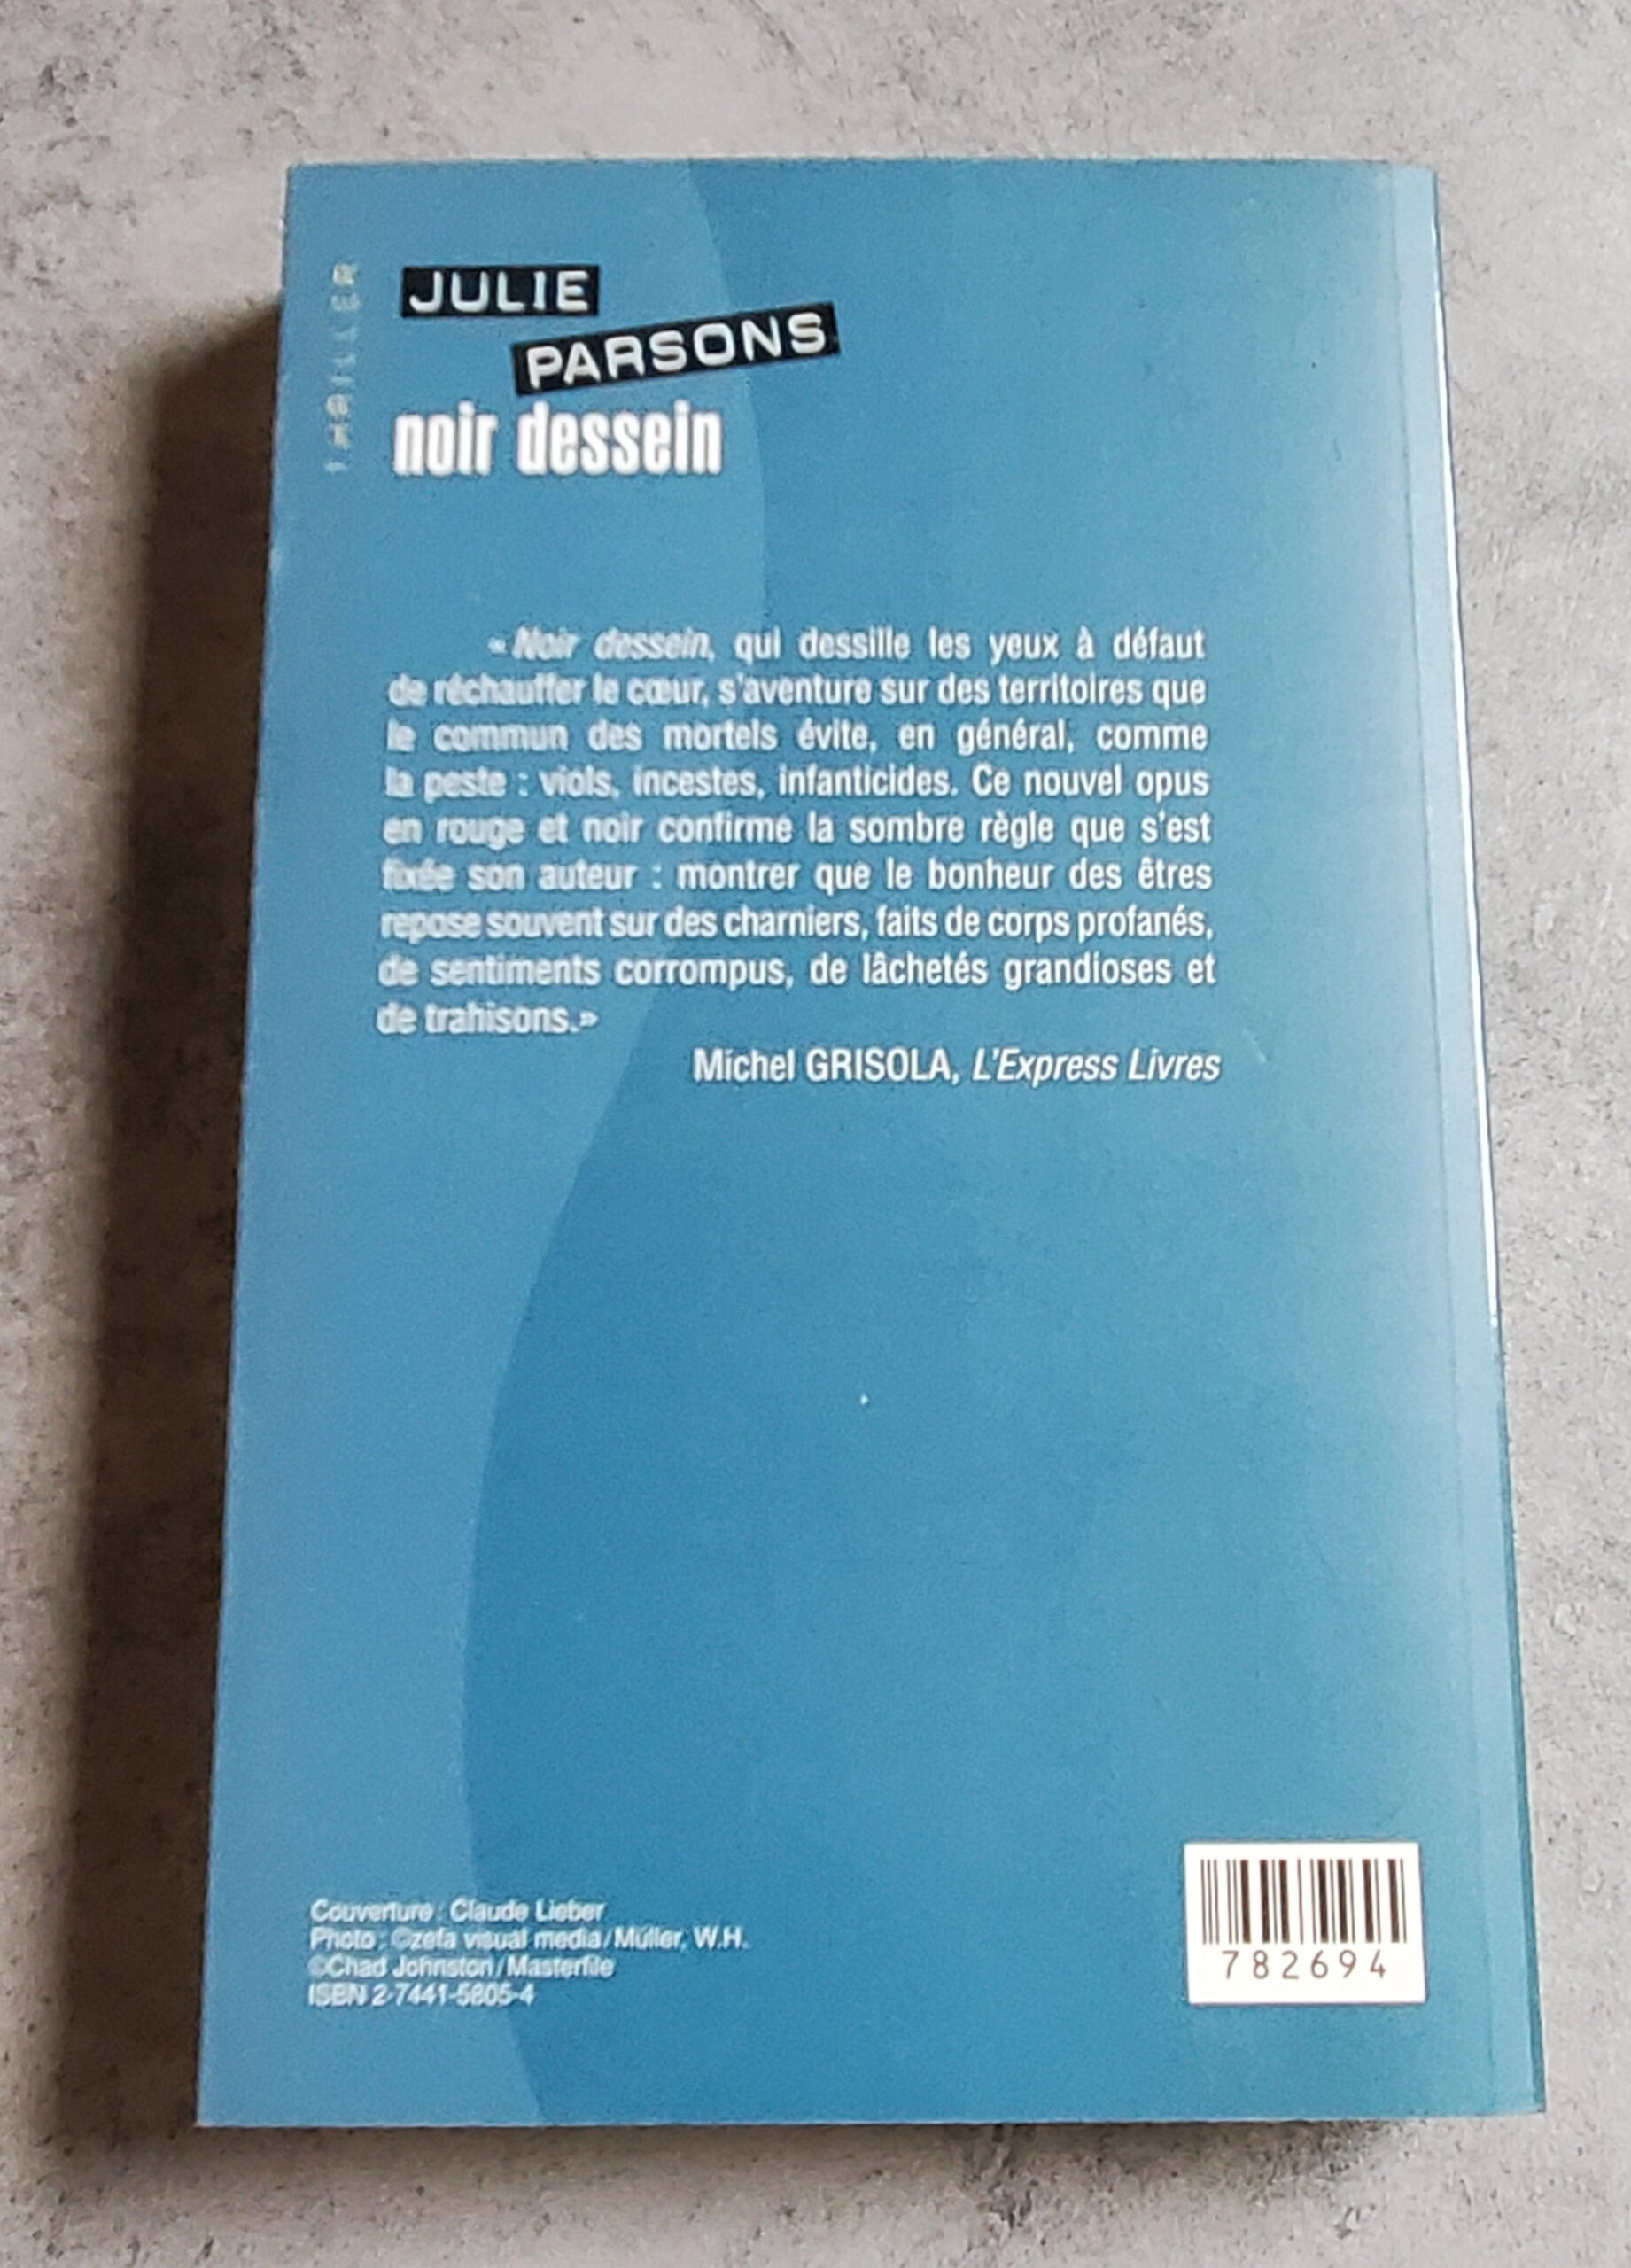 THRILLER
JULIE
PARSONS
noir dessein
« Noir dessein, qui dessille les yeux à défaut
de réchauffer le cœur, s'aventure sur des territoires que
le commun des mortels évite, en général, comme
la peste : viols, incestes, infanticides. Ce nouvel opus
en rouge et noir confirme la sombre règle que s'est
fixée son auteur : montrer que le bonheur des êtres
repose souvent sur des charniers, faits de corps profanés,
de sentiments corrompus, de lâchetés grandioses et
de trahisons.»
Michel GRISOLA, L'Express Livres
Couverture : Claude Lieber
Photo : ©zefa visual media/Müller, W.H.
©Chad Johnston/Masterfile
ISBN 2-7441-5805-4
782694